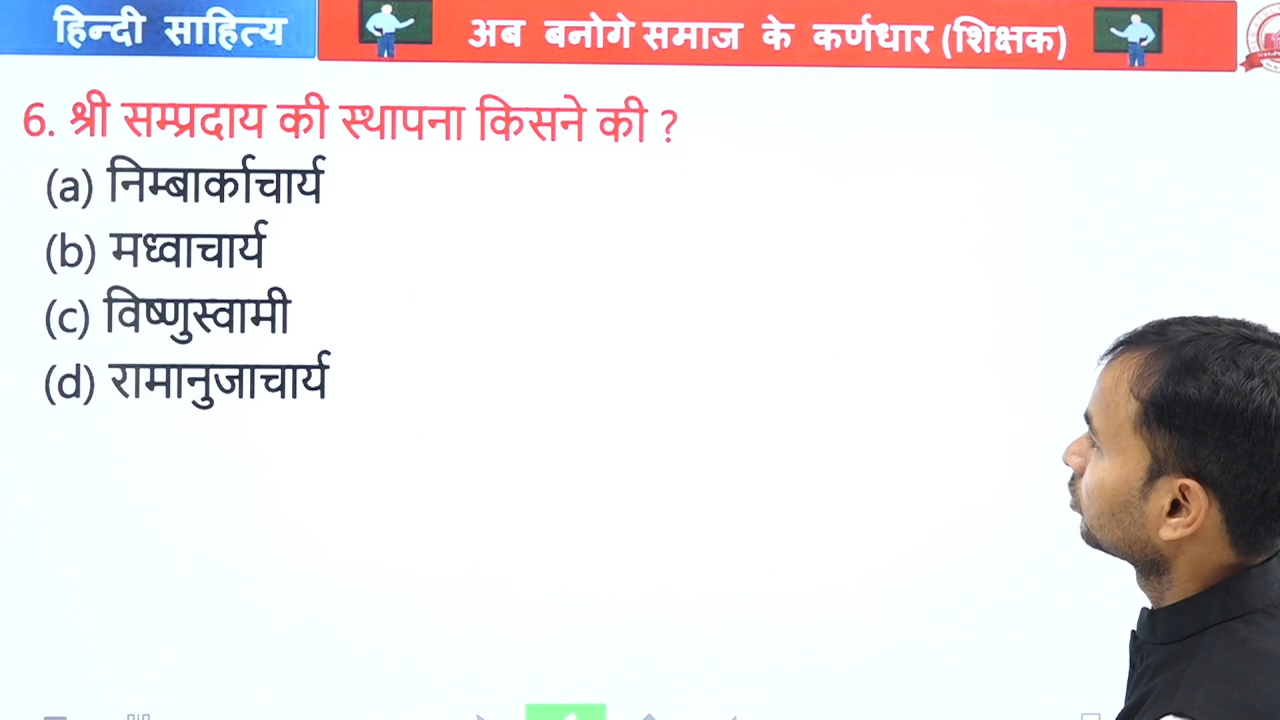 हिन्दी साहित्य
अब बनोगे समाज के कर्णधार (शिक्षक)
6. श्री सम्प्रदाय की स्थापना किसने की ?
(a) निम्बार्काचार्य
(b) मध्वाचार्य
(c) विष्णुस्वामी
(d) रामानुजाचार्य